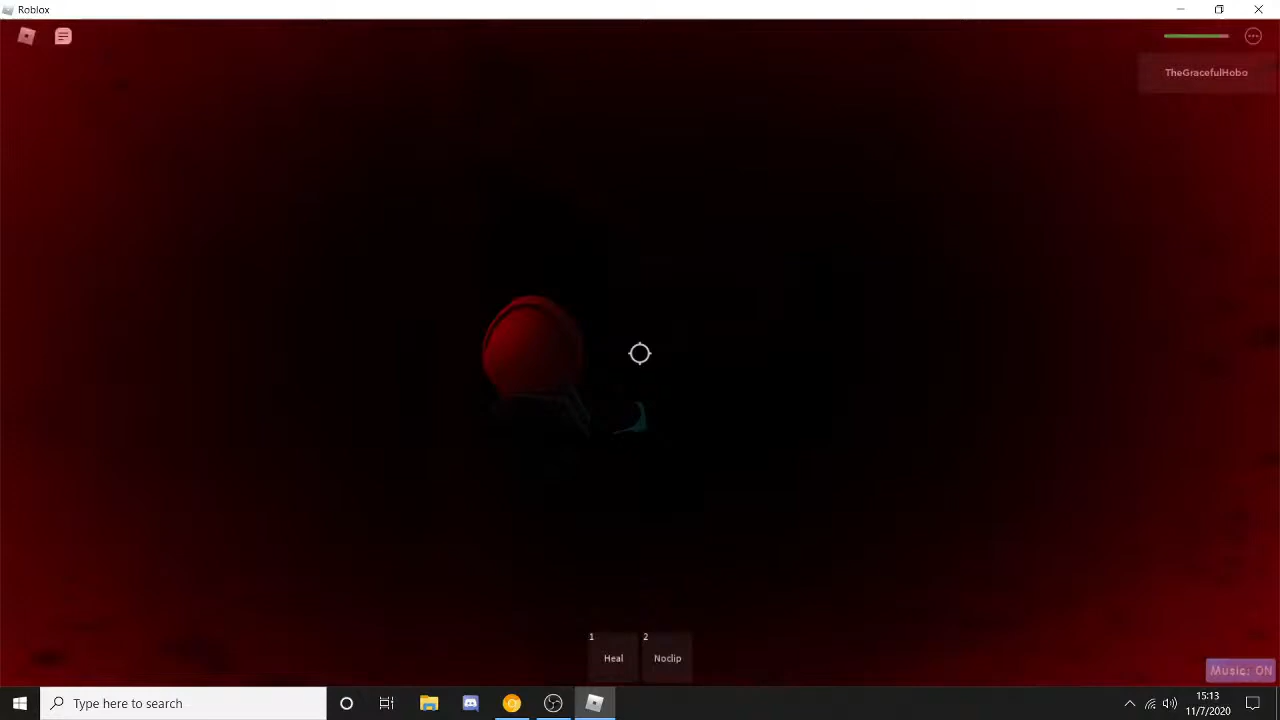 Roblox
TheGracefulHobo
1
Heal
2
Noclip
Music: ON
Type here to search
15:13
11/7/2020